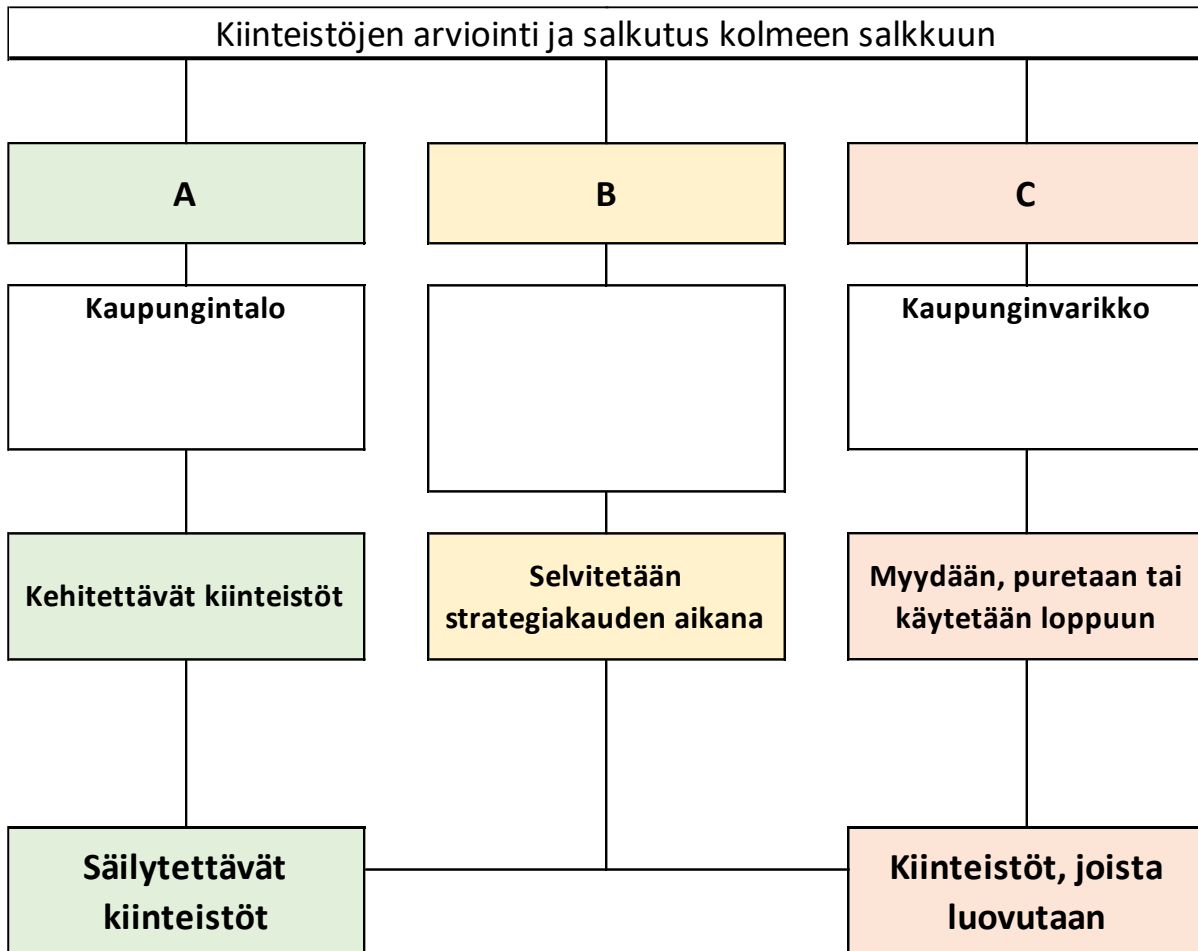 Kiinteistöjen arviointi ja salkutus kolmeen salkkuun
A
B
C
Kaupungintalo
Kaupunginvarikko
Kehitettävät kiinteistöt
Selvitetään
strategiakauden aikana
Myydään, puretaan tai
käytetään loppuun
Säilytettävät
kiinteistöt
Kiinteistöt, joista
luovutaan